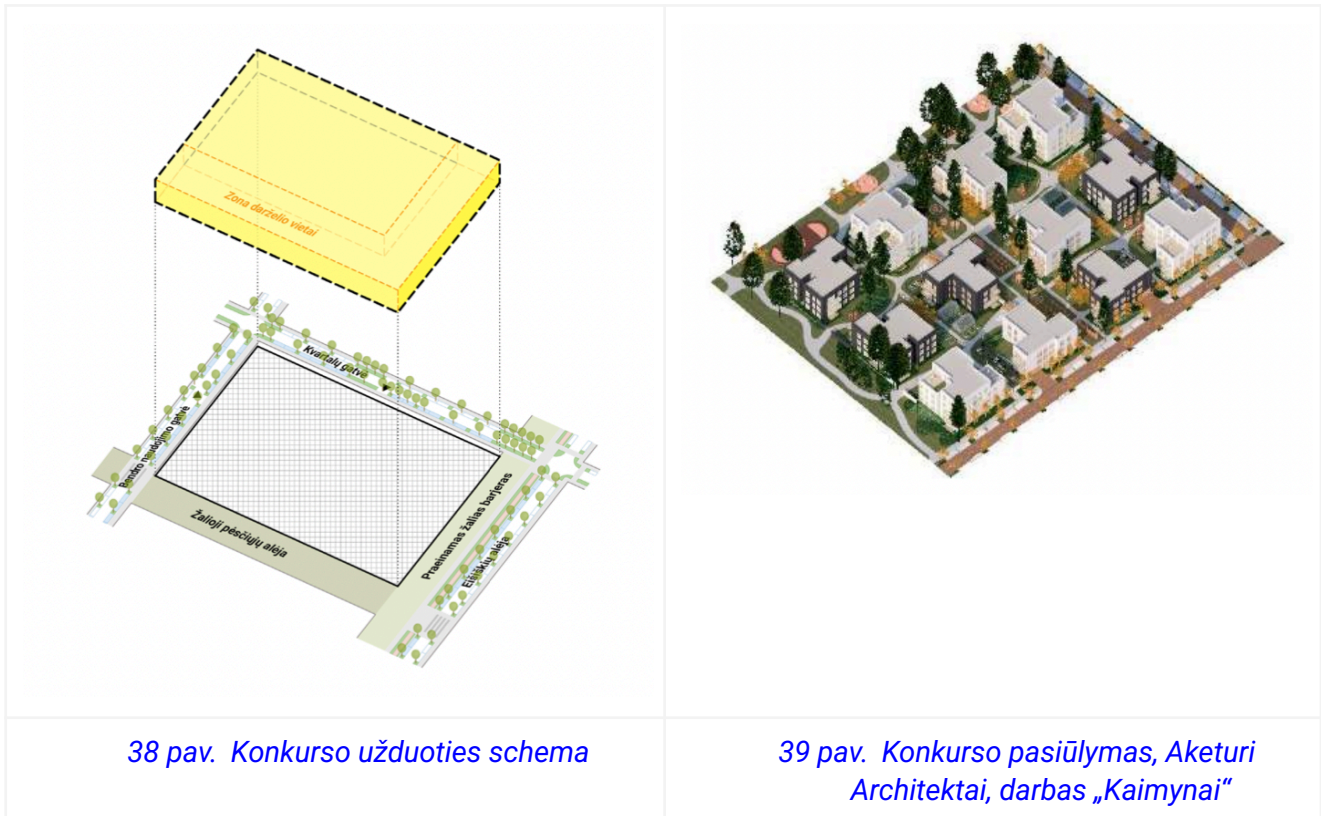 Zona darželio vietai
Kvartalų gatvė
Bendro naudojimo gatvė
Žalioji pėsčiųjų alėja
Praeinamas žalias barjeras
Eišiškių alėja
38 pav. Konkurso užduoties schema
39 pav. Konkurso pasiūlymas, Aketuri
Architektai, darbas „Kaimynai“